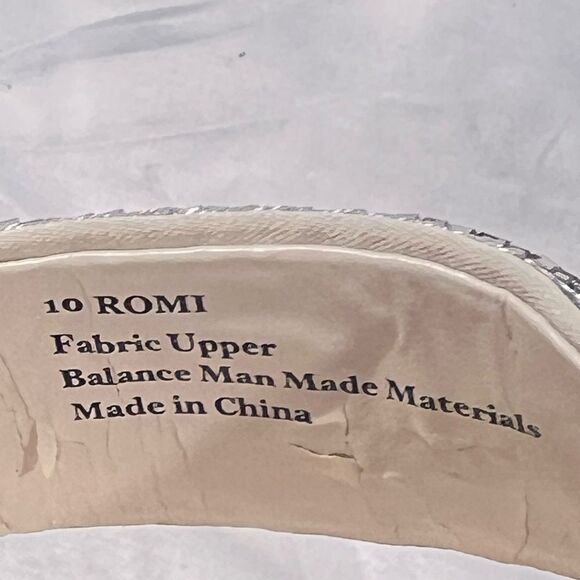 10 ROMI
Fabric Upper
Balance Man Made Materials
Made in China